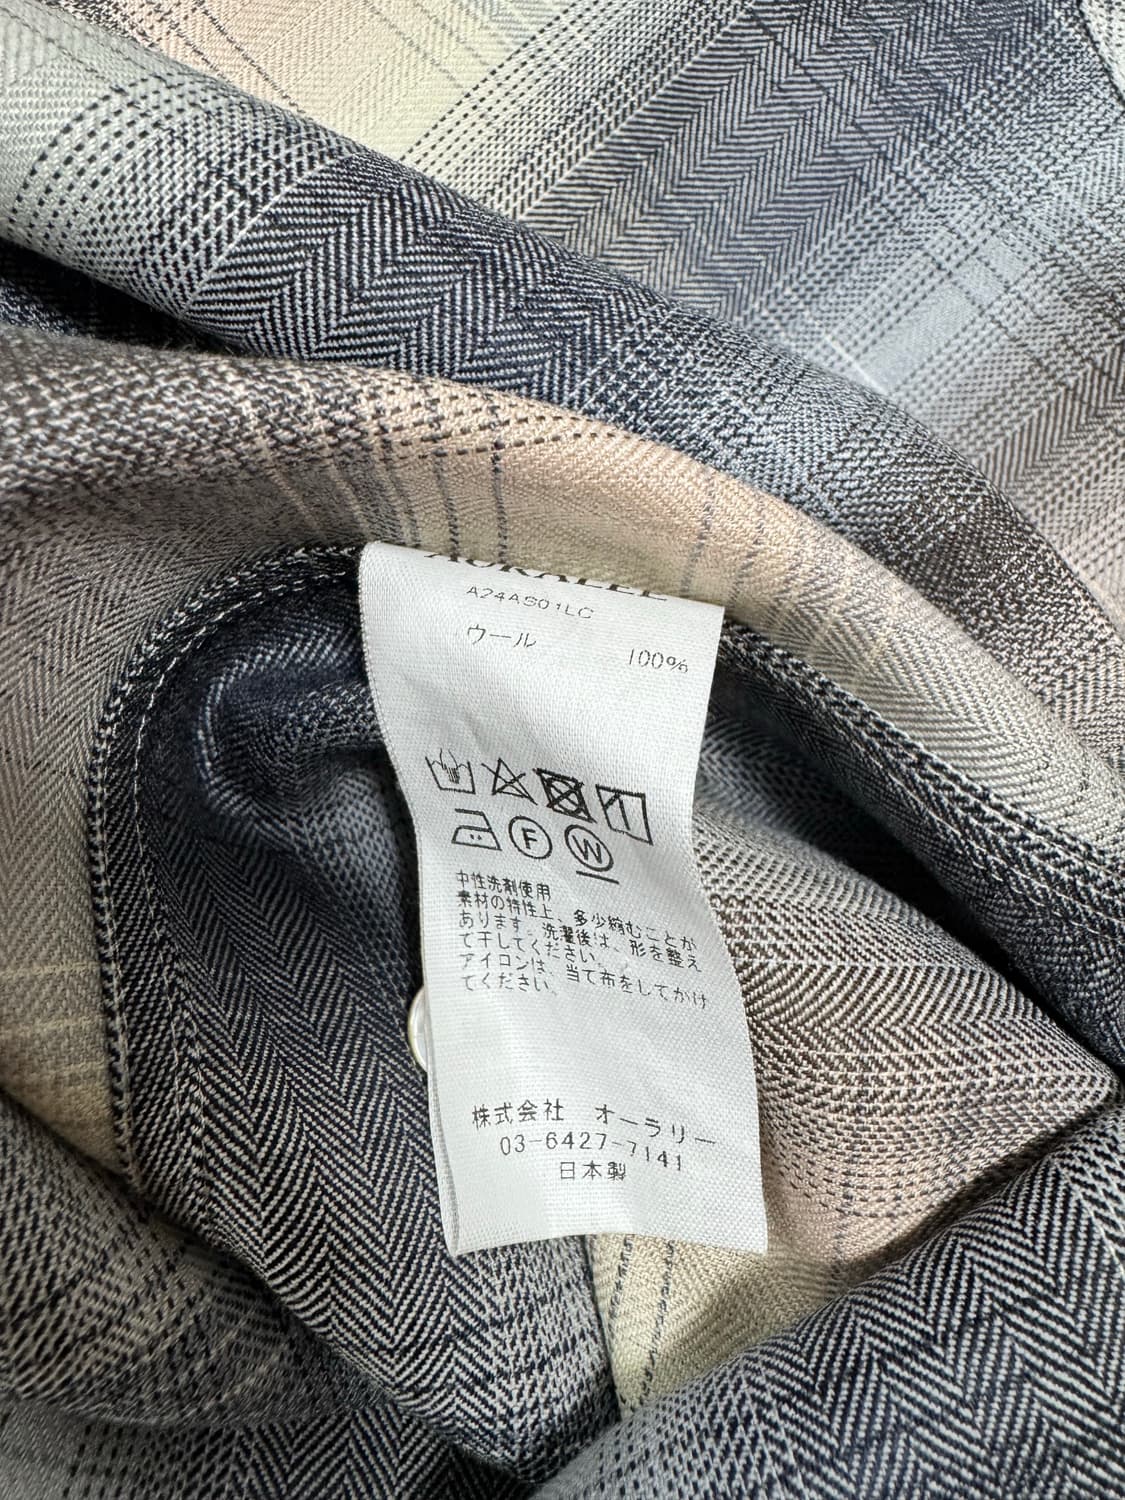 AURALEE
A24AS01LC
ウール 100%
F W
中性洗剤使用
素材の特性上、多少縮むことが
あります。洗濯後は、形を整え
て干してください。
アイロンは、当て布をしてかけ
てください。
株式会社 オーラリー
03-6427-7141
日本製